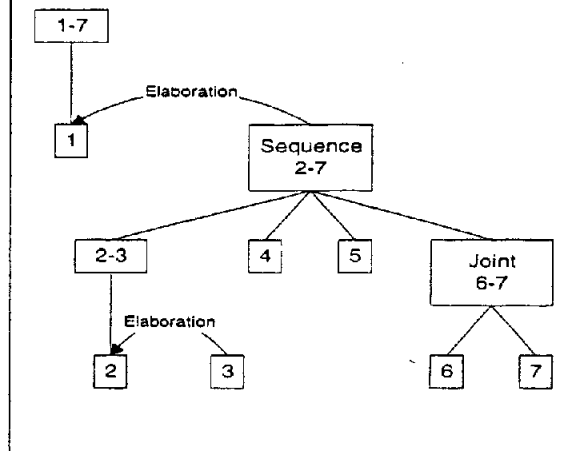 1-7
Elaboration
1
Sequence
2-7
2-3
4
5
Joint
6-7
Elaboration
2
3
6
7